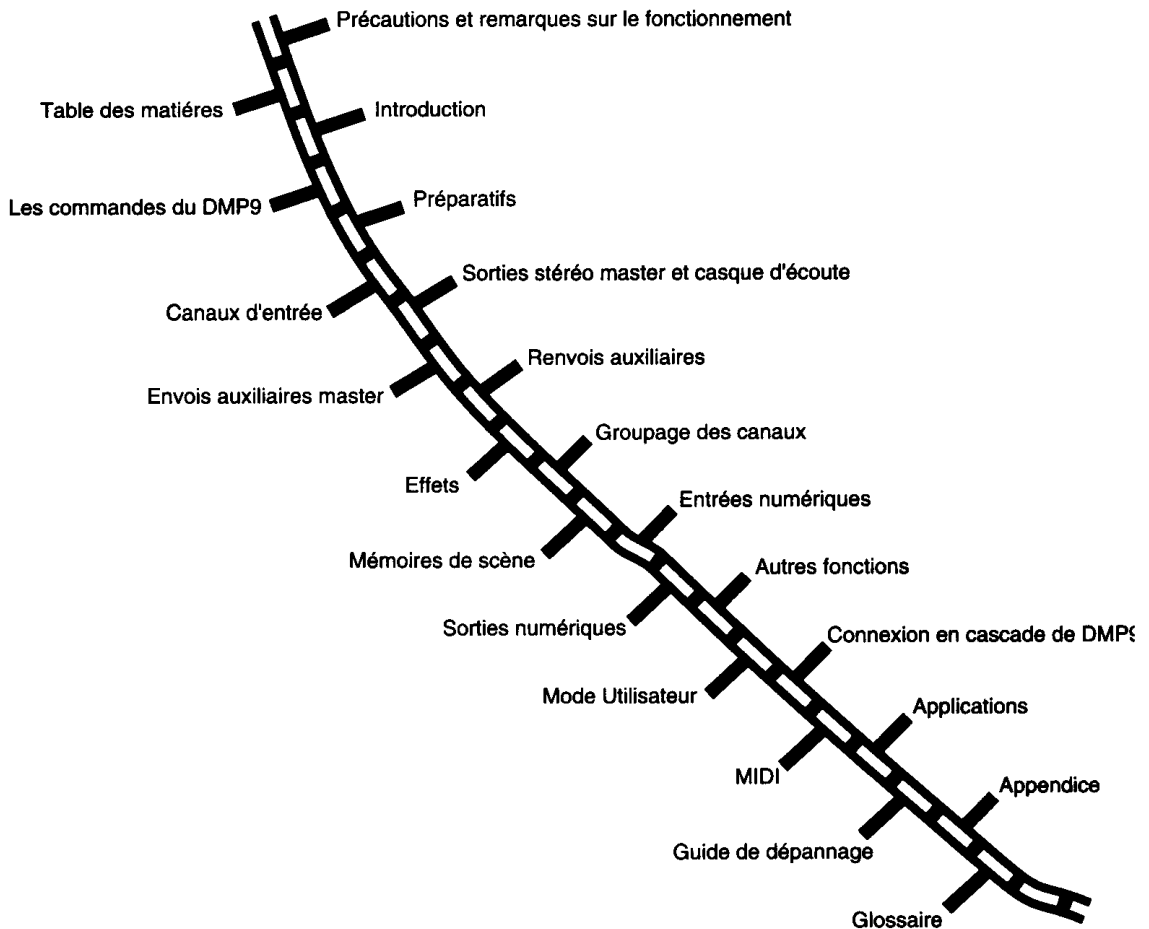 Précautions et remarques sur le fonctionnement
Table des matiéres
Introduction
Les commandes du DMP9
Préparatifs
Sorties stéréo master et casque d'écoute
Canaux d'entrée
Renvois auxiliaires
Envois auxiliaires master
Groupage des canaux
Effets
Entrées numériques
Mémoires de scène
Autres fonctions
Sorties numériques
Connexion en cascade de DMP9
Mode Utilisateur
Applications
MIDI
Appendice
Guide de dépannage
Glossaire